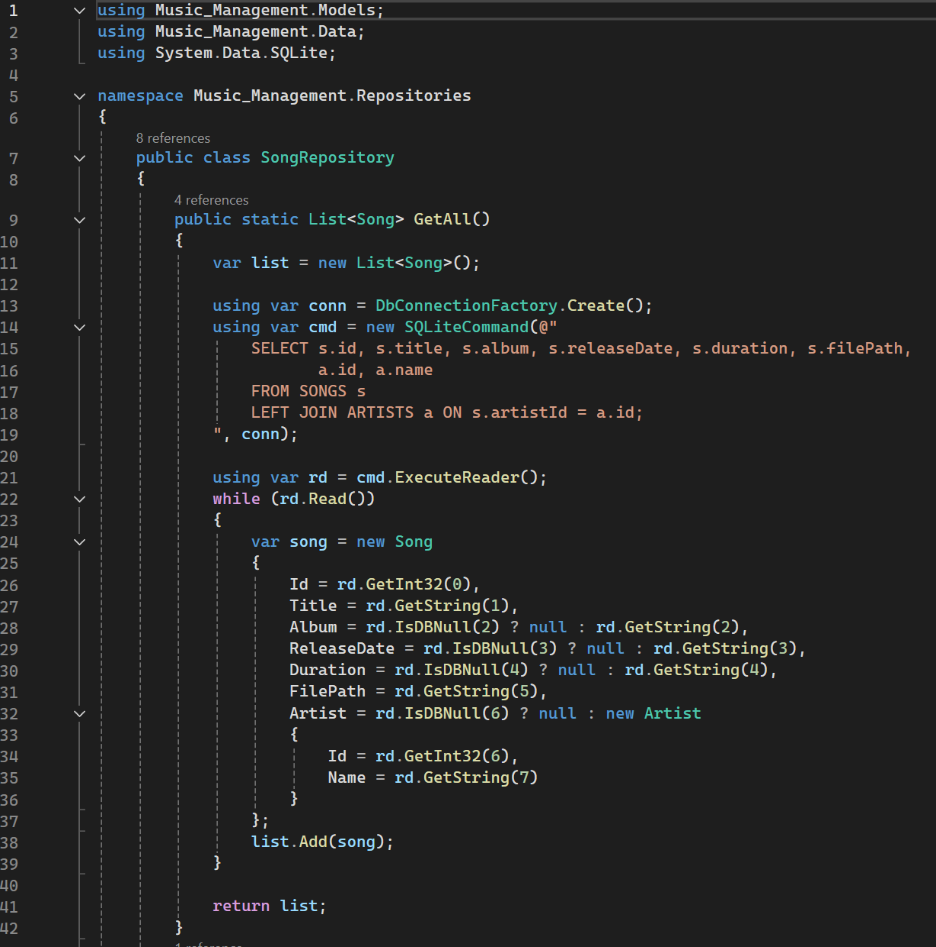 1 using Music_Management.Models;
2 using Music_Management.Data;
3 using System.Data.SQLite;
4
5 namespace Music_Management.Repositories
6 {
8 references
7 public class SongRepository
8 {
4 references
9 public static List<Song> GetAll()
10 {
11 var list = new List<Song>();
12
13 using var conn = DbConnectionFactory.Create();
14 using var cmd = new SQLiteCommand(@"
15 SELECT s.id, s.title, s.album, s.releaseDate, s.duration, s.filePath,
16 a.id, a.name
17 FROM SONGS s
18 LEFT JOIN ARTISTS a ON s.artistId = a.id;
19 ", conn);
20
21 using var rd = cmd.ExecuteReader();
22 while (rd.Read())
23 {
24 var song = new Song
25 {
26 Id = rd.GetInt32(0),
27 Title = rd.GetString(1),
28 Album = rd.IsDBNull(2) ? null : rd.GetString(2),
29 ReleaseDate = rd.IsDBNull(3) ? null : rd.GetString(3),
30 Duration = rd.IsDBNull(4) ? null : rd.GetString(4),
31 FilePath = rd.GetString(5),
32 Artist = rd.IsDBNull(6) ? null : new Artist
33 {
34 Id = rd.GetInt32(6),
35 Name = rd.GetString(7)
36 }
37 };
38 list.Add(song);
39 }
40
41 return list;
42 }
1 reference